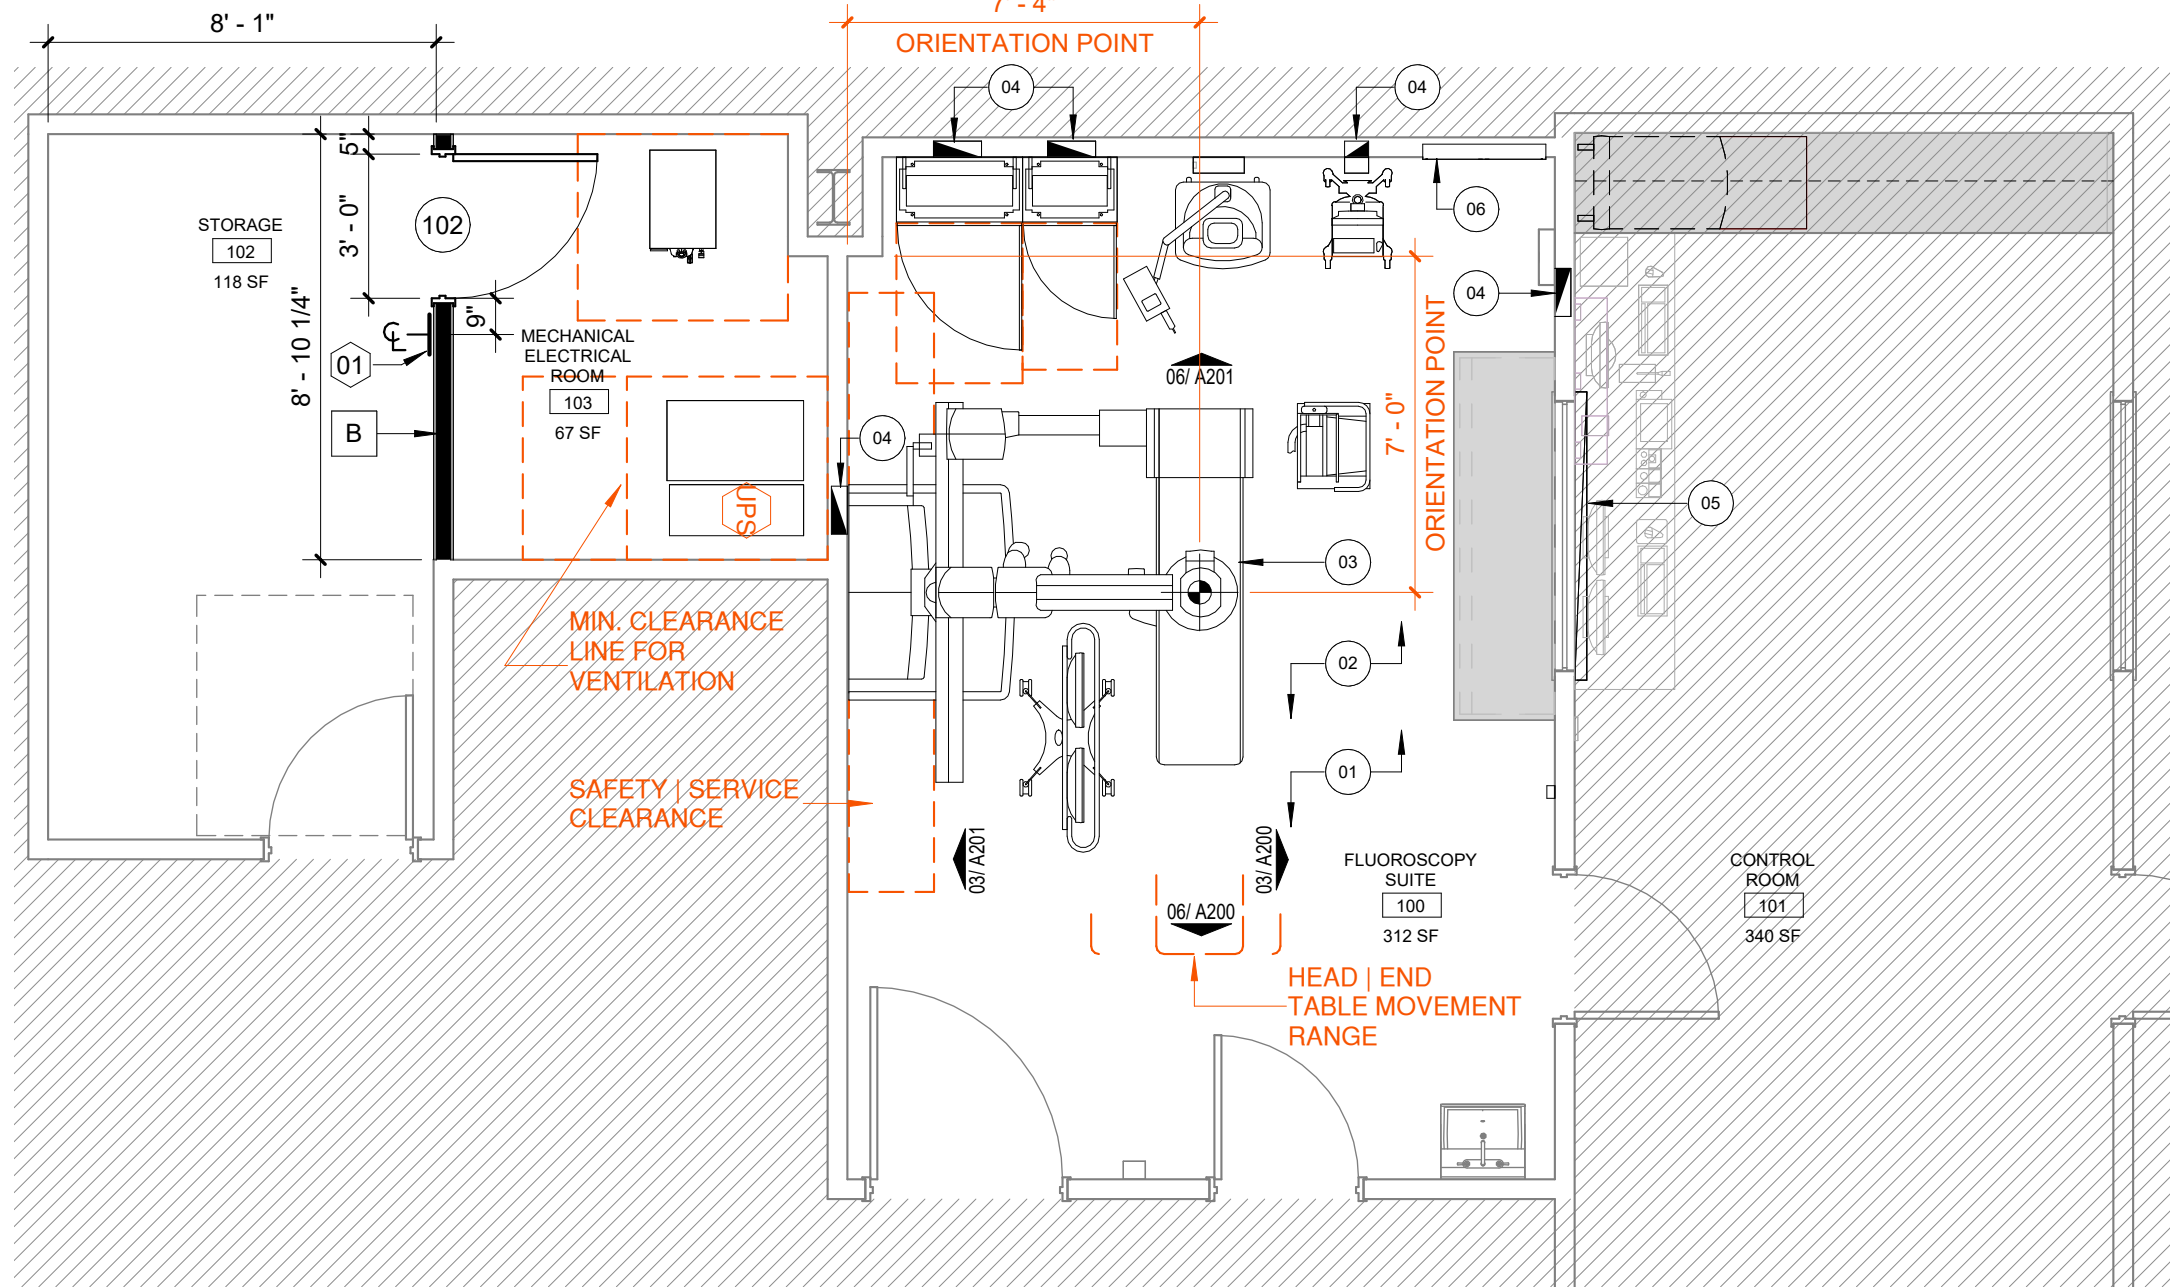 8' - 1"
7' - 4
ORIENTATION POINT
04
04
5"
3' - 0"
102
STORAGE
102
118 SF
06
04
8' - 10 1/4"
9"
℄
01
MECHANICAL
ELECTRICAL
ROOM
103
67 SF
B
06/ A201
7' - 0"
ORIENTATION POINT
04
UPS
05
03
MIN. CLEARANCE
LINE FOR
VENTILATION
02
01
SAFETY | SERVICE
CLEARANCE
03/ A201
03/ A200
06/ A200
FLUOROSCOPY
SUITE
100
312 SF
CONTROL
ROOM
101
340 SF
HEAD | END
TABLE MOVEMENT
RANGE